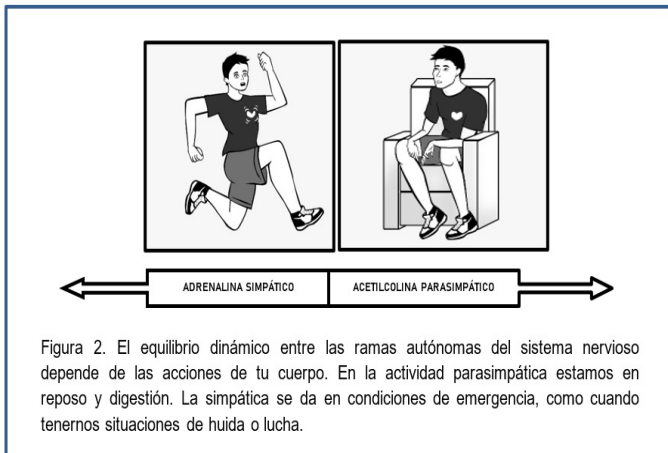 ADRENALINA SIMPÁTICO
ACETILCOLINA PARASIMPÁTICO
Figura 2. El equilibrio dinámico entre las ramas autónomas del sistema nervioso
depende de las acciones de tu cuerpo. En la actividad parasimpática estamos en
reposo y digestión. La simpática se da en condiciones de emergencia, como cuando
tenernos situaciones de huida o lucha.